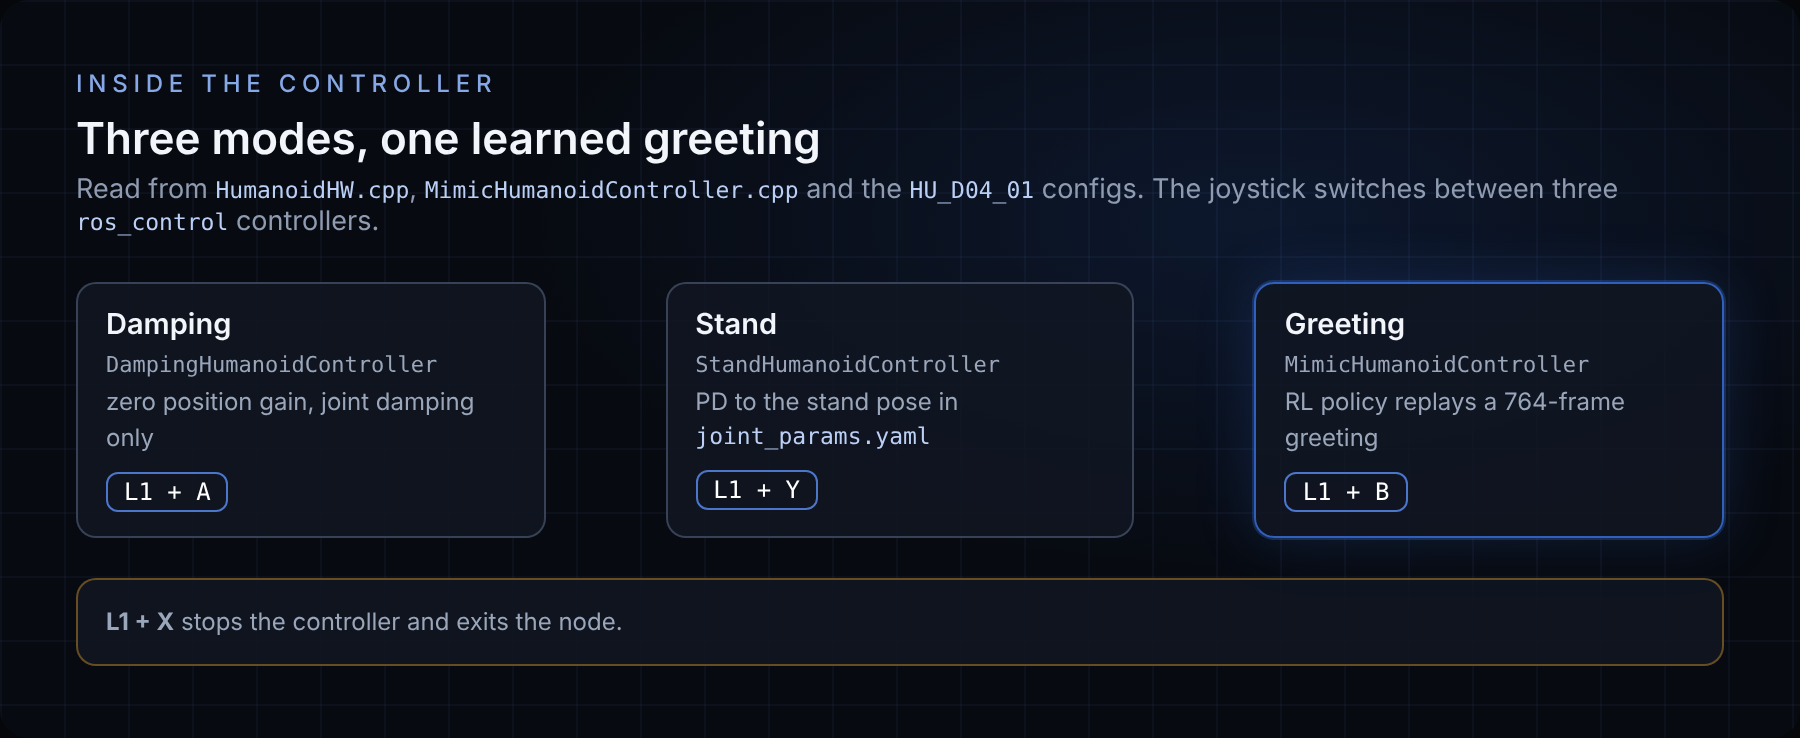 INSIDE THE CONTROLLER
Three modes, one learned greeting
Read from HumanoidHW.cpp, MimicHumanoidController.cpp and the HU_D04_01 configs. The joystick switches between three
ros_control controllers.
Damping
DampingHumanoidController
zero position gain, joint damping
only
L1 + A
Stand
StandHumanoidController
PD to the stand pose in
joint_params.yaml
L1 + Y
Greeting
MimicHumanoidController
RL policy replays a 764-frame
greeting
L1 + B
L1 + X stops the controller and exits the node.